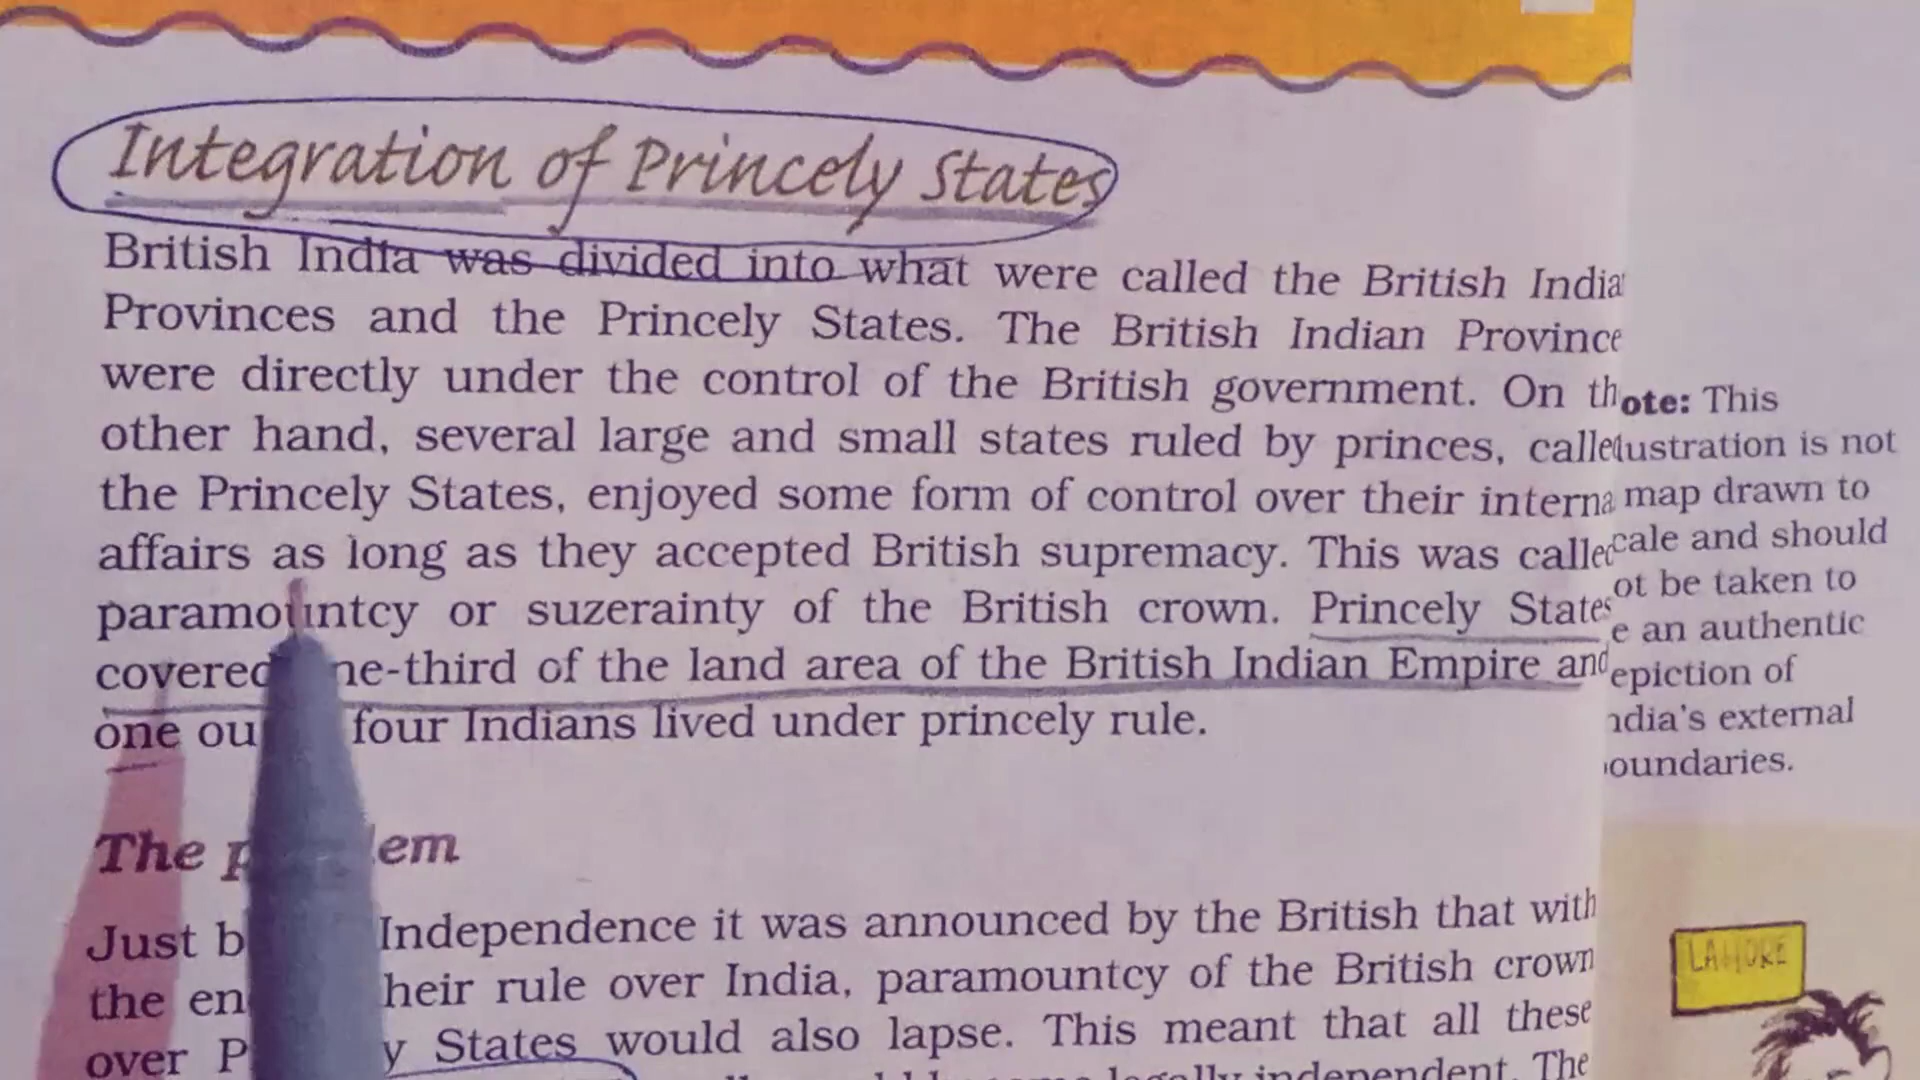 Integration of Princely States
British India was divided into what were called the British India
Provinces and the Princely States. The British Indian Province
were directly under the control of the British government. On th
other hand, several large and small states ruled by princes, calle
the Princely States, enjoyed some form of control over their interna
affairs as long as they accepted British supremacy. This was called
paramountcy or suzerainty of the British crown. Princely States
covered ne-third of the land area of the British Indian Empire and
one ou four Indians lived under princely rule.
The p em
Just b Independence it was announced by the British that with
the en heir rule over India, paramountcy of the British crown
over P y States would also lapse. This meant that all these
legally independent. The
ote: This
lustration is not
map drawn to
cale and should
ot be taken to
e an authentic
epiction of
ndia's external
oundaries.
LAHORE